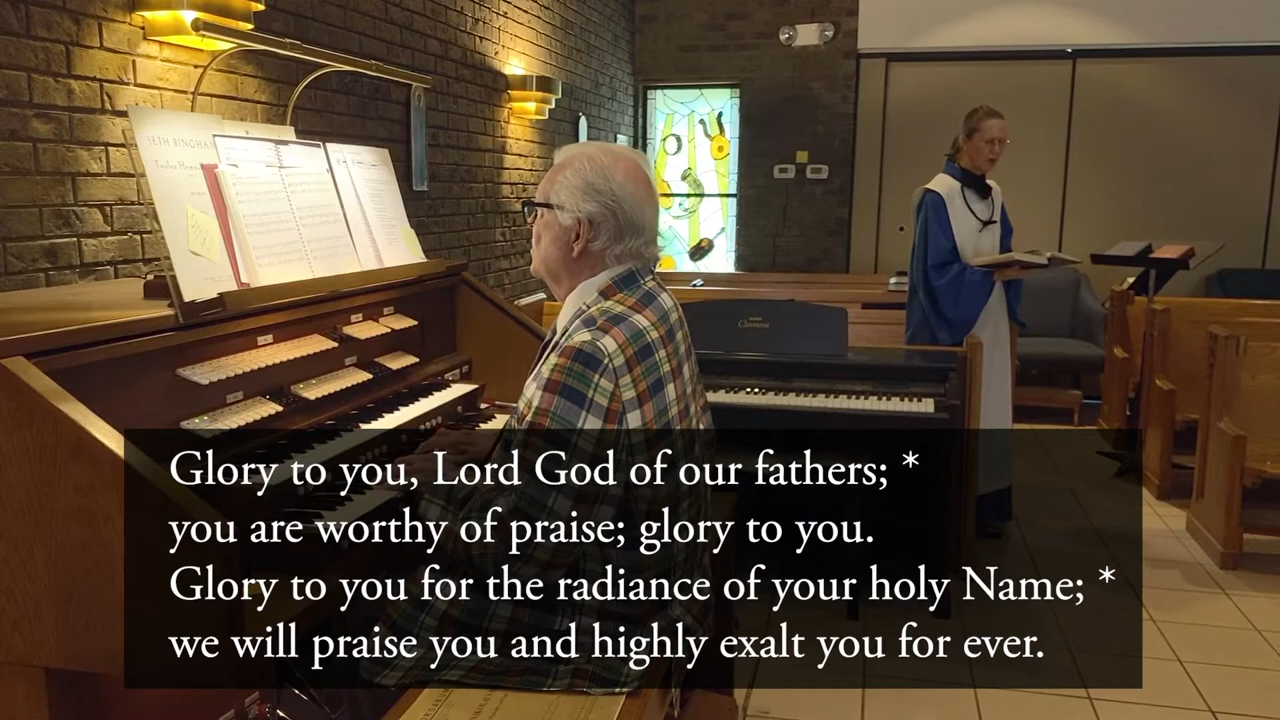 SETH BINGHAM
Clavinova
Glory to you, Lord God of our fathers; *
you are worthy of praise; glory to you.
Glory to you for the radiance of your holy Name; *
we will praise you and highly exalt you for ever.